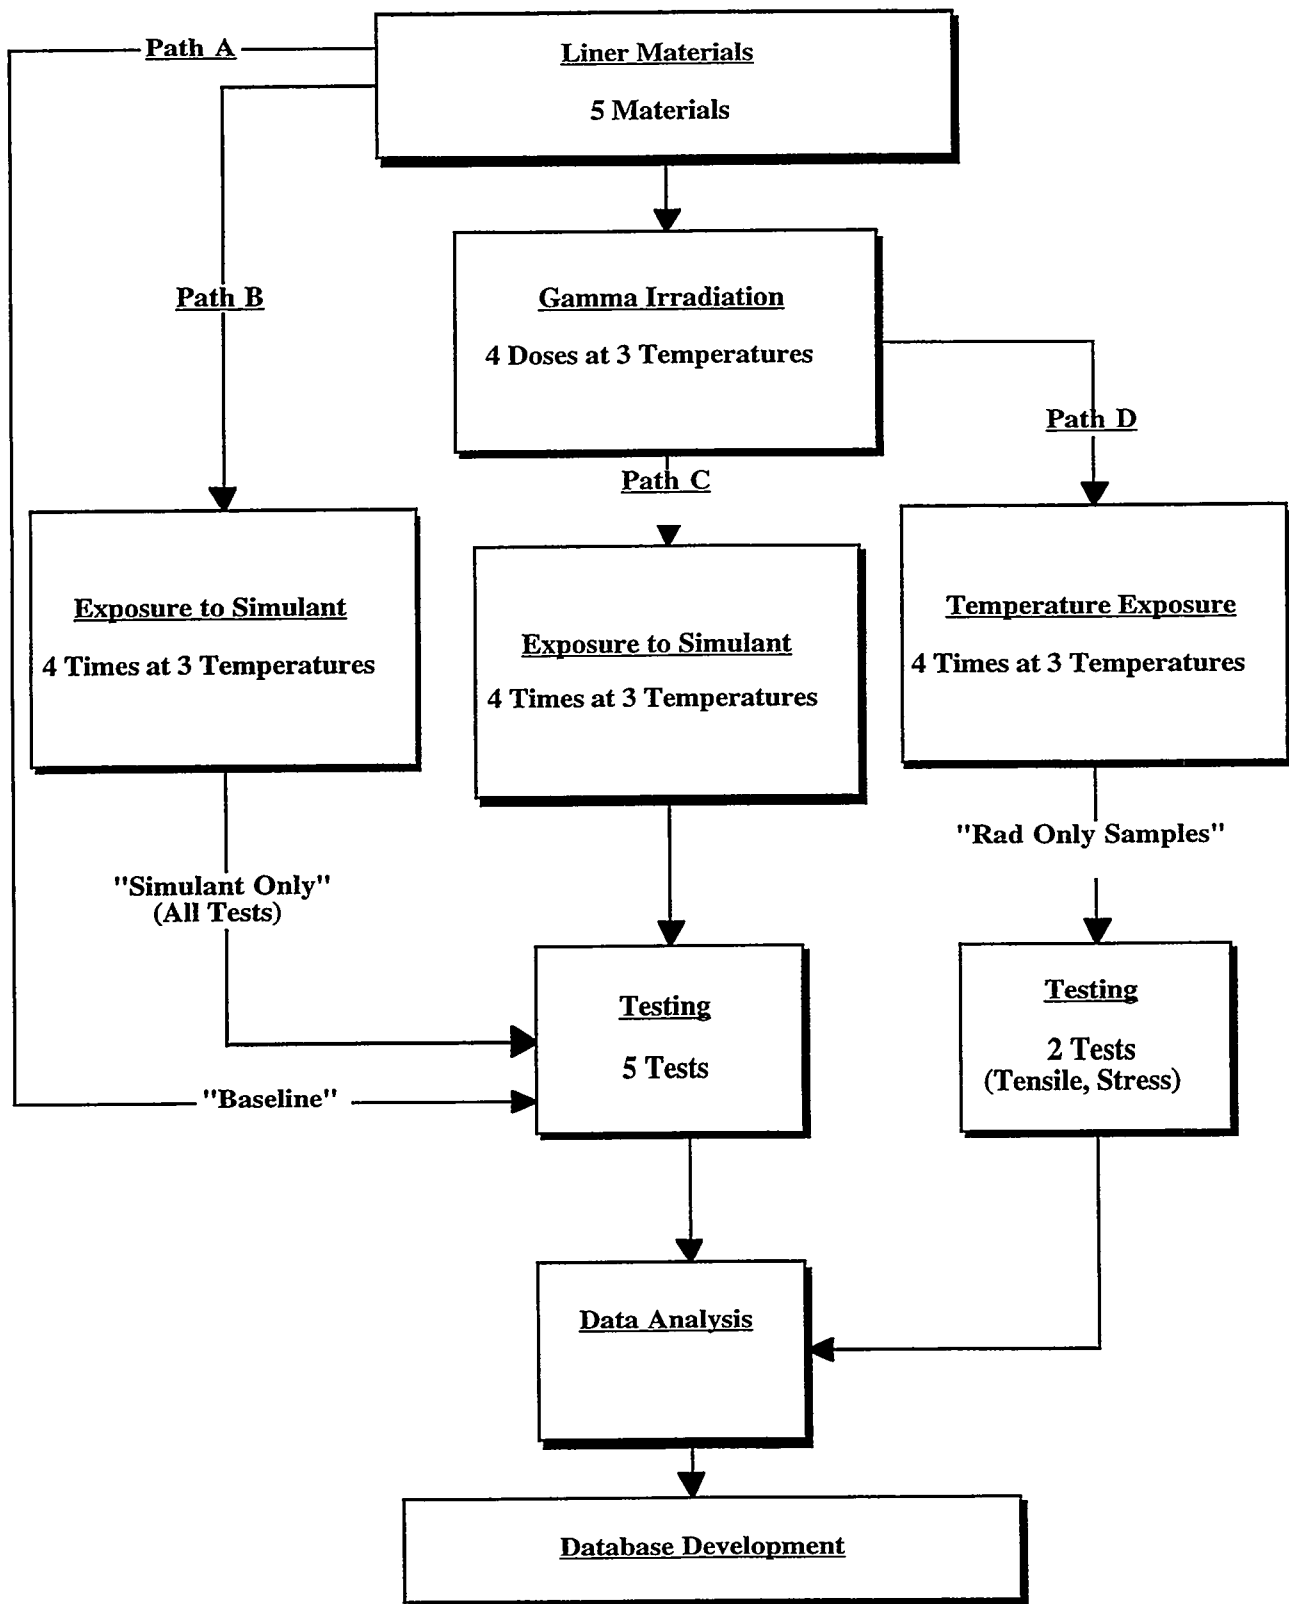 Path A
Liner Materials
5 Materials
Path B
Gamma Irradiation
4 Doses at 3 Temperatures
Path D
Path C
Exposure to Simulant
4 Times at 3 Temperatures
Exposure to Simulant
4 Times at 3 Temperatures
Temperature Exposure
4 Times at 3 Temperatures
"Rad Only Samples"
"Simulant Only"
(All Tests)
Testing
5 Tests
Testing
2 Tests
(Tensile, Stress)
"Baseline"
Data Analysis
Database Development